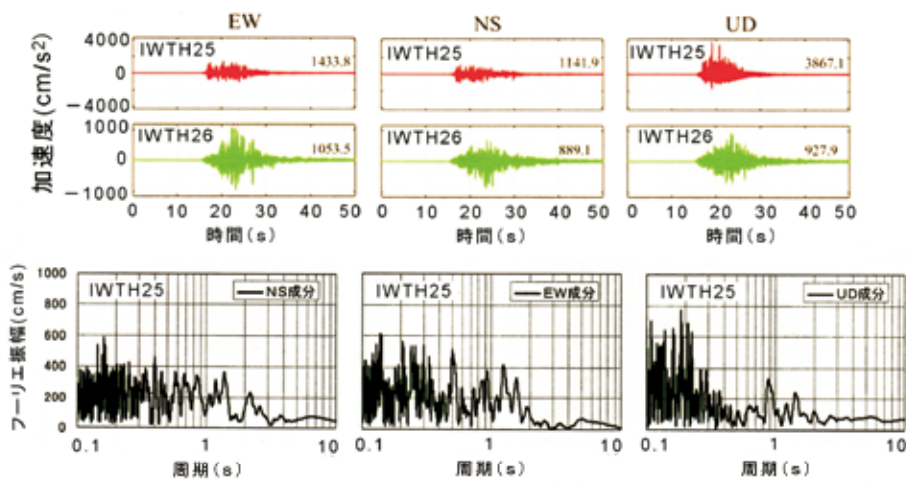 EW NS UD
加速度(cm/s²)
4000
0
−4000
IWTH25 1433.8
IWTH25 1141.9
IWTH25 3867.1
1000
0
−1000
IWTH26 1053.5
IWTH26 889.1
IWTH26 927.9
0 10 20 30 40 50
0 10 20 30 40 50
0 10 20 30 40 50
時間(s) 時間(s) 時間(s)
フーリエ振幅(cm/s)
1000
800
600
400
200
0
IWTH25 NS成分
IWTH25 EW成分
IWTH25 UD成分
0.1 1 10
0.1 1 10
0.1 1 10
周期(s) 周期(s) 周期(s)